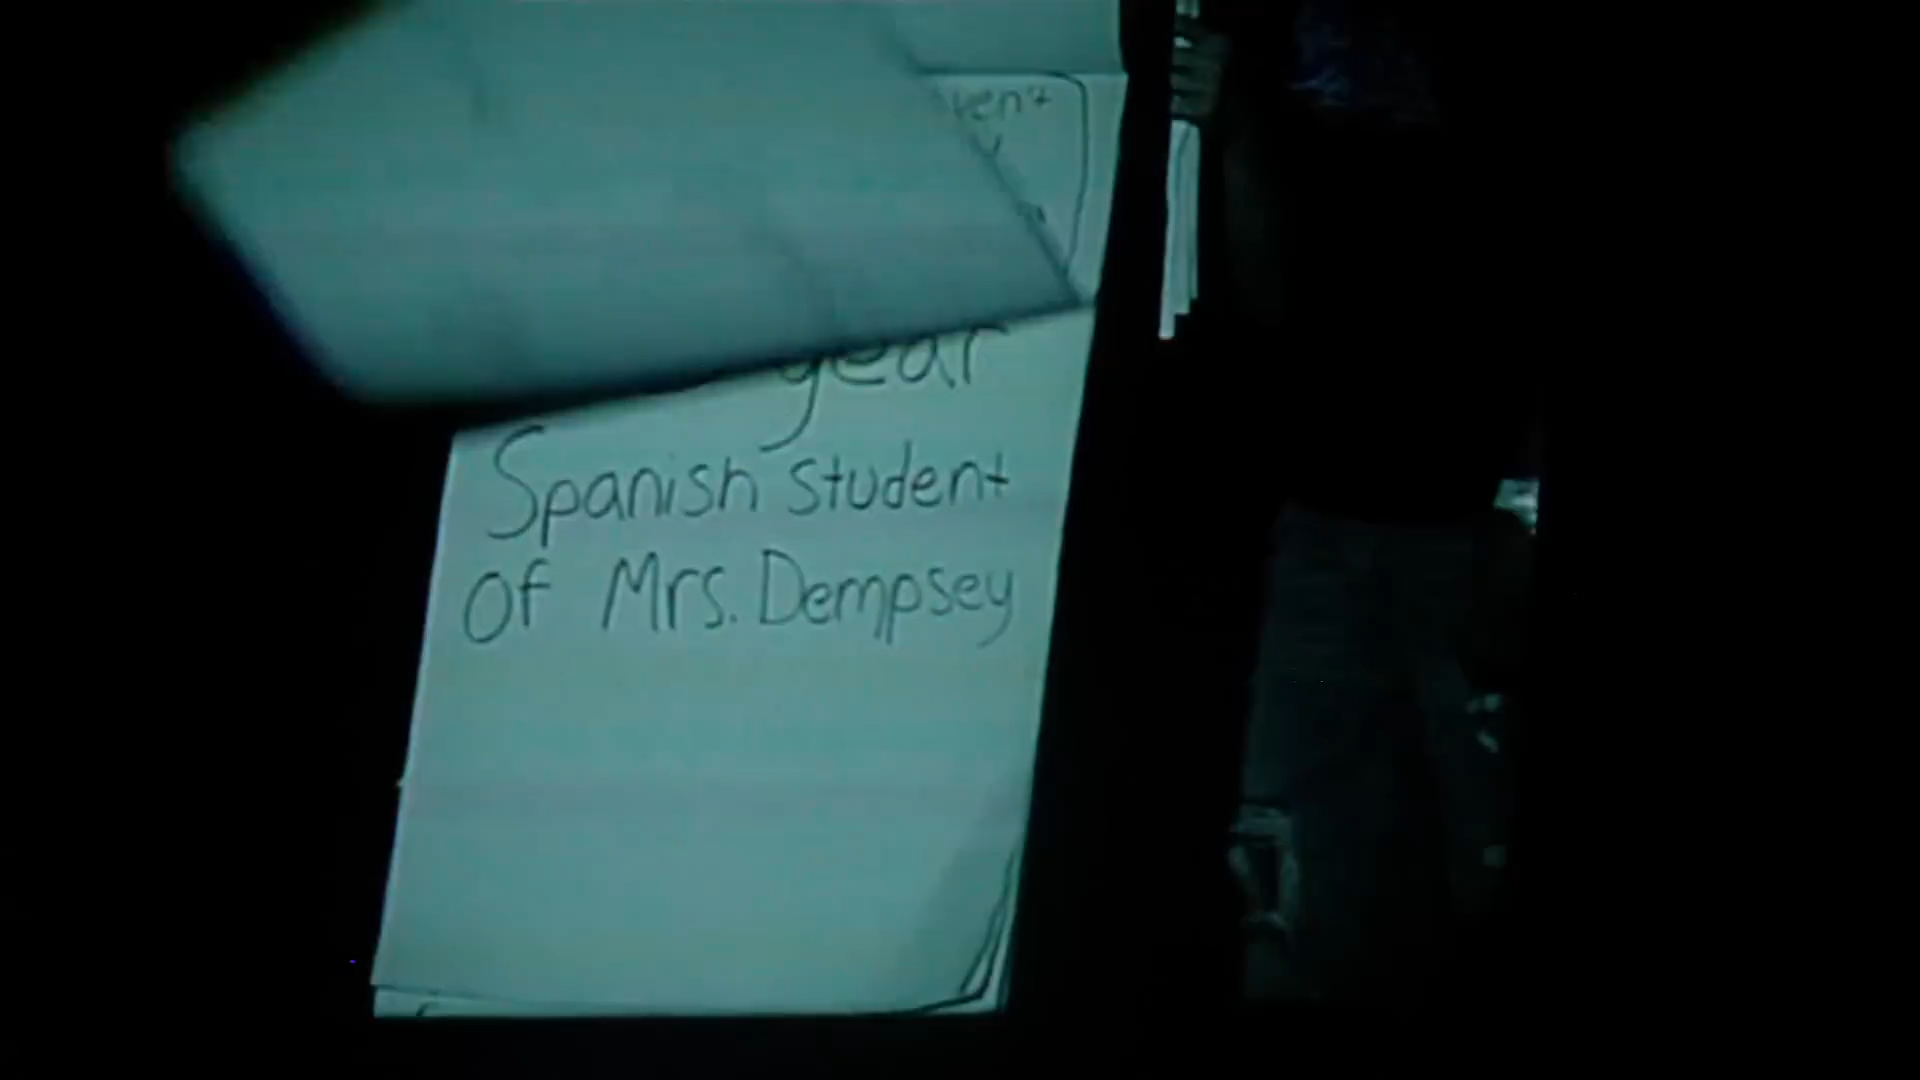 year
Spanish student
of Mrs. Dempsey